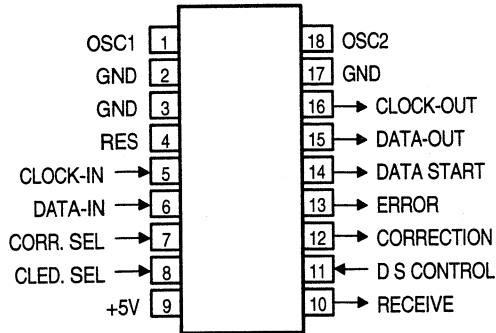 OSC1 1 18 OSC2
GND 2 17 GND
GND 3 16 CLOCK-OUT
RES 4 15 DATA-OUT
CLOCK-IN 5 14 DATA START
DATA-IN 6 13 ERROR
CORR. SEL 7 12 CORRECTION
CLED. SEL 8 11 D S CONTROL
+5V 9 10 RECEIVE